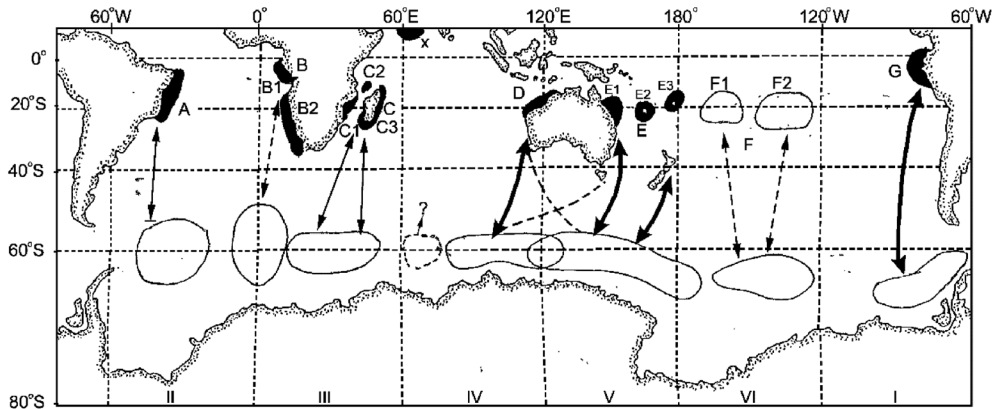 60°W 0° 60°E 120°E 180° 120°W 60°W
0°
20°S
40°S
60°S
80°S
x
A
B
B1
B2
C2
C
C1
C3
D
E1
E2
E3
E
F1
F2
F
G
?
II III IV V VI I